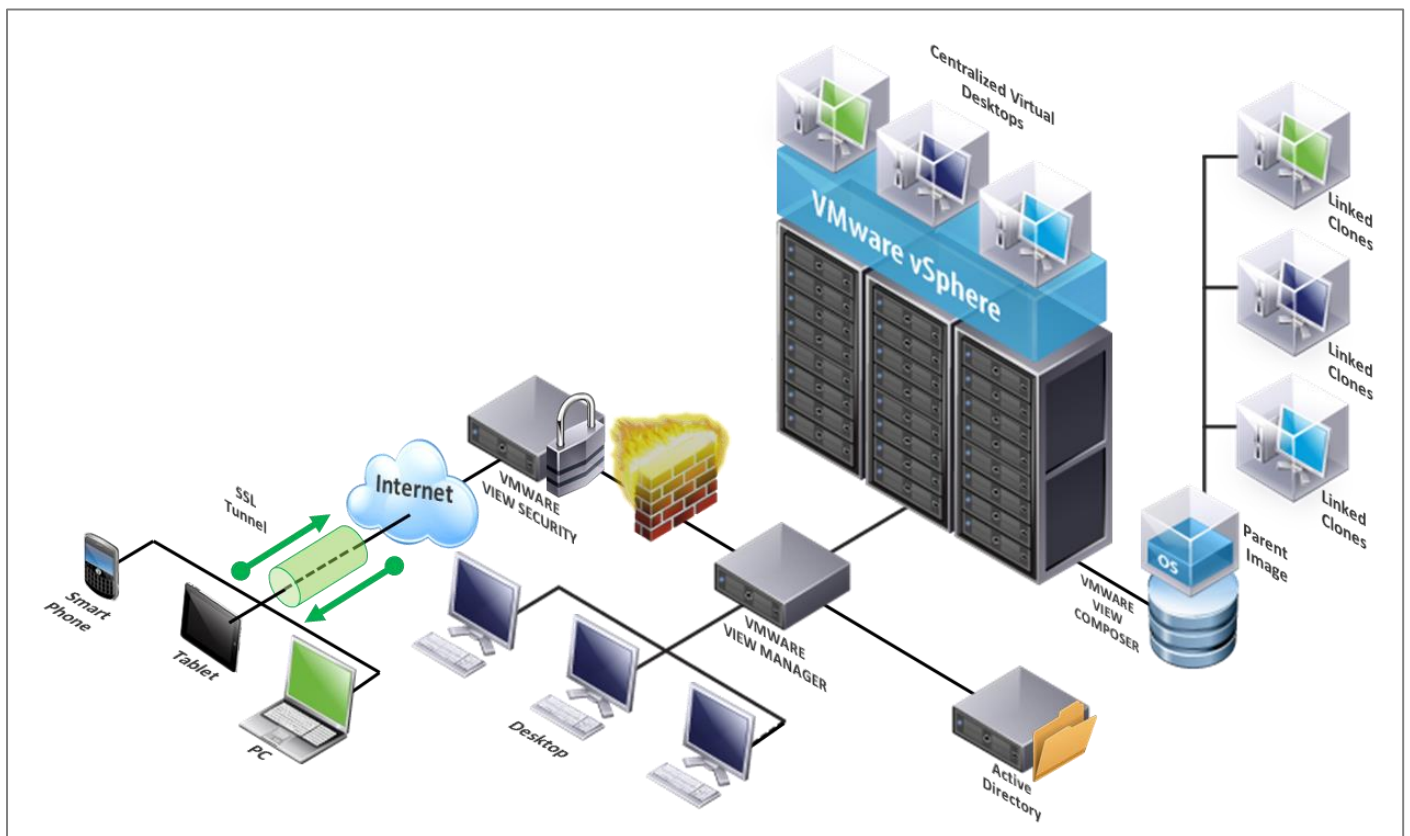 Centralized Virtual
Desktops
VMware vSphere
Linked
Clones
Linked
Clones
Linked
Clones
Parent
Image
OS
VMWARE
VIEW
COMPOSER
VMWARE
VIEW SECURITY
Internet
SSL
Tunnel
Smart
Phone
Tablet
PC
Desktop
VMWARE
VIEW MANAGER
Active
Directory